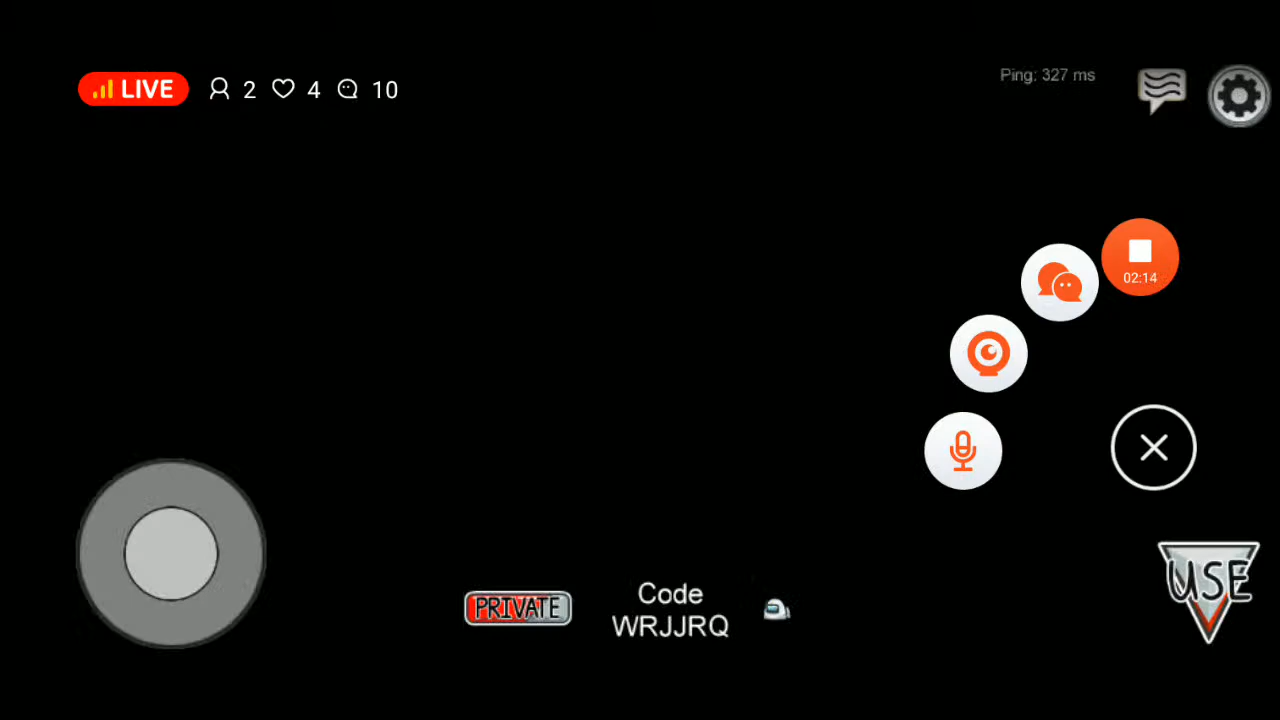 LIVE 2 4 10
Ping: 327 ms
02:14
USE
PRIVATE
Code
WRJJRQ